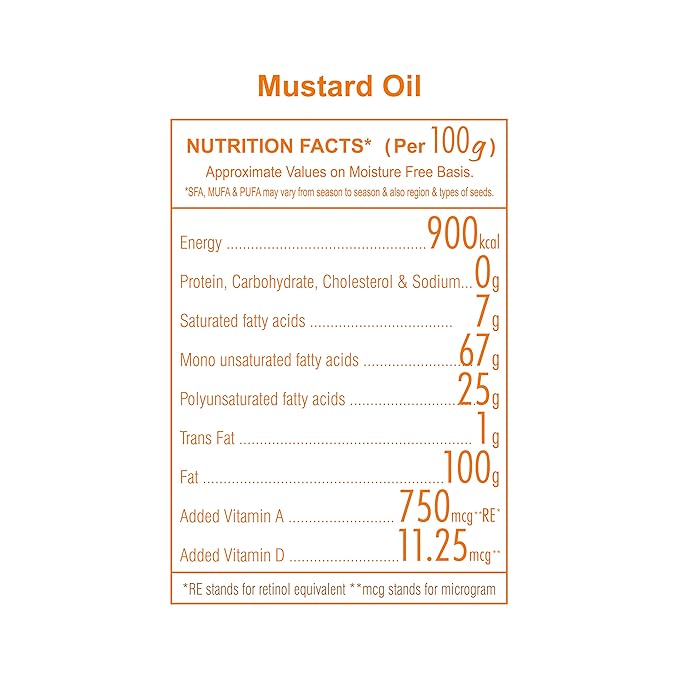 Mustard Oil
NUTRITION FACTS* (Per 100g)
Approximate Values on Moisture Free Basis.
*SFA, MUFA & PUFA may vary from season to season & also region & types of seeds.
Energy ............................................... 900kcal
Protein, Carbohydrate, Cholesterol & Sodium... 0g
Saturated fatty acids .................................. 7 g
Mono unsaturated fatty acids ....................... 67 g
Polyunsaturated fatty acids .......................... 25g
Trans Fat .................................................. 1 g
Fat .......................................................... 100g
Added Vitamin A ......................... 750mcg**RE*
Added Vitamin D .......................... 11.25mcg**
*RE stands for retinol equivalent **mcg stands for microgram